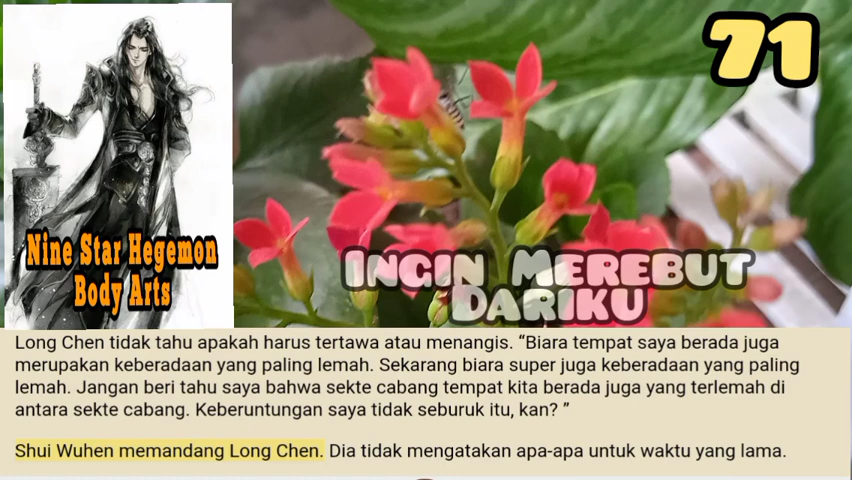 71
Nine Star Hegemon
Body Arts
Ingin Merebut
Dariku
Long Chen tidak tahu apakah harus tertawa atau menangis. “Biara tempat saya berada juga
merupakan keberadaan yang paling lemah. Sekarang biara super juga keberadaan yang paling
lemah. Jangan beri tahu saya bahwa sekte cabang tempat kita berada juga yang terlemah di
antara sekte cabang. Keberuntungan saya tidak seburuk itu, kan? ”
Shui Wuhen memandang Long Chen. Dia tidak mengatakan apa-apa untuk waktu yang lama.